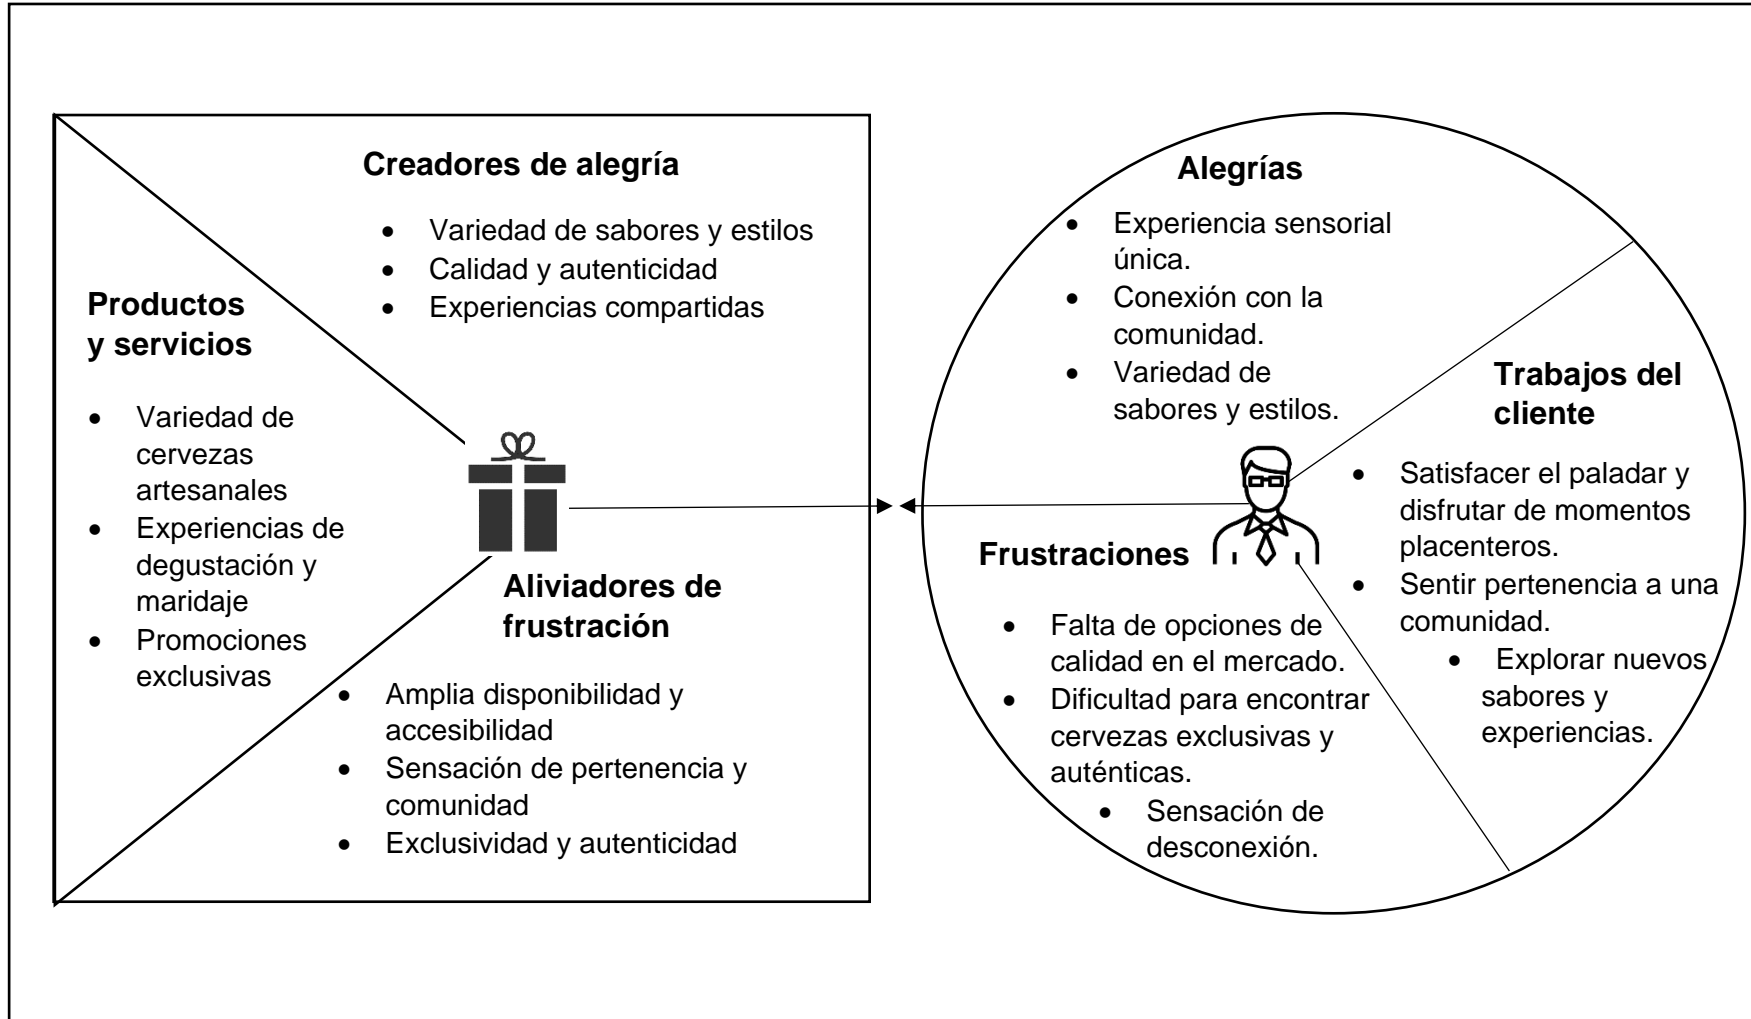 Creadores de alegría
• Variedad de sabores y estilos
• Calidad y autenticidad
• Experiencias compartidas
Productos
y servicios
• Variedad de
cervezas
artesanales
• Experiencias de
degustación y
maridaje
• Promociones
exclusivas
Aliviadores de
frustración
• Amplia disponibilidad y
accesibilidad
• Sensación de pertenencia y
comunidad
• Exclusividad y autenticidad
Alegrías
• Experiencia sensorial
única.
• Conexión con la
comunidad.
• Variedad de
sabores y estilos.
Frustraciones
• Falta de opciones de
calidad en el mercado.
• Dificultad para encontrar
cervezas exclusivas y
auténticas.
• Sensación de
desconexión.
Trabajos del
cliente
• Satisfacer el paladar y
disfrutar de momentos
placenteros.
• Sentir pertenencia a una
comunidad.
• Explorar nuevos
sabores y
experiencias.